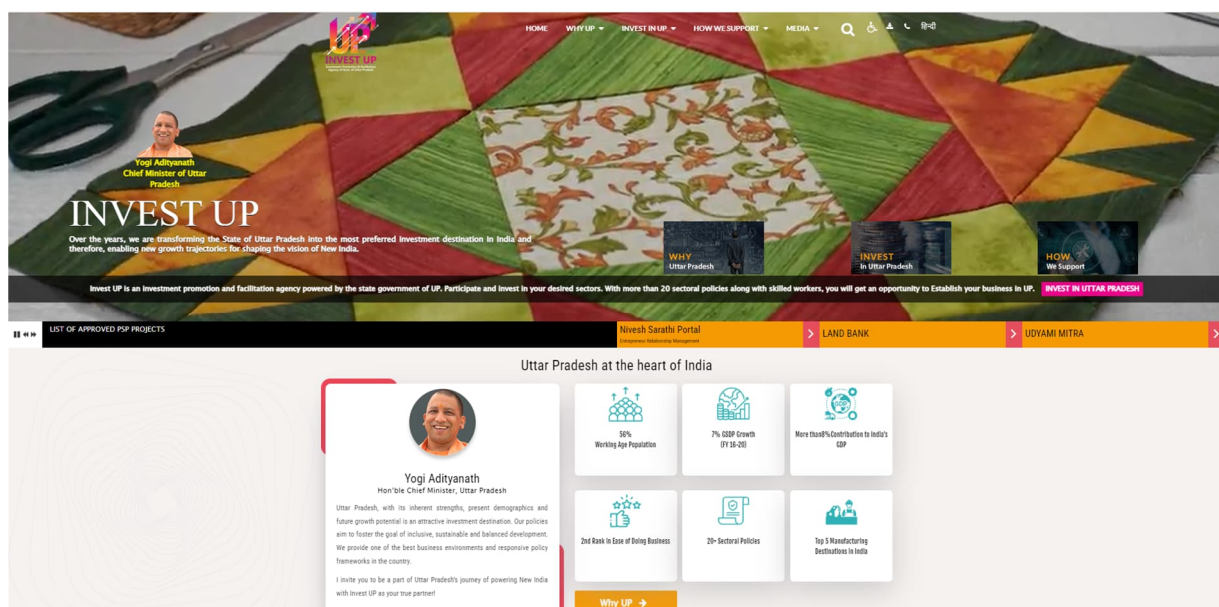 UP
INVEST UP
HOME
WHY UP
INVEST IN UP
HOW WE SUPPORT
MEDIA
हिन्दी
Yogi Adityanath
Chief Minister of Uttar
Pradesh
INVEST UP
Over the years, we are transforming the State of Uttar Pradesh into the most preferred investment destination in India and
therefore, enabling new growth trajectories for shaping the vision of New India.
WHY
Uttar Pradesh
INVEST
In Uttar Pradesh
HOW
We Support
Invest UP is an investment promotion and facilitation agency powered by the state government of UP. Participate and invest in your desired sectors. With more than 20 sectoral policies along with skilled workers, you will get an opportunity to Establish your business in UP.
INVEST IN UTTAR PRADESH
LIST OF APPROVED PSP PROJECTS
Nivesh Sarathi Portal
Entrepreneur Relationship Management
LAND BANK
UDYAMI MITRA
Uttar Pradesh at the heart of India
Yogi Adityanath
Hon'ble Chief Minister, Uttar Pradesh
Uttar Pradesh, with its inherent strengths, present demographics and
future growth potential is an attractive investment destination. Our policies
aim to foster the goal of inclusive, sustainable and balanced development.
We provide one of the best business environments and responsive policy
frameworks in the country.
I invite you to be a part of Uttar Pradesh's journey of powering New India
with Invest UP as your true partner!
56%
Working Age Population
7% GSDP Growth
(FY 16-20)
GDP
More than8%Contribution to India's
GDP
2nd Rank in Ease of Doing Business
20+ Sectoral Policies
Top 5 Manufacturing
Destinations in India
Why UP